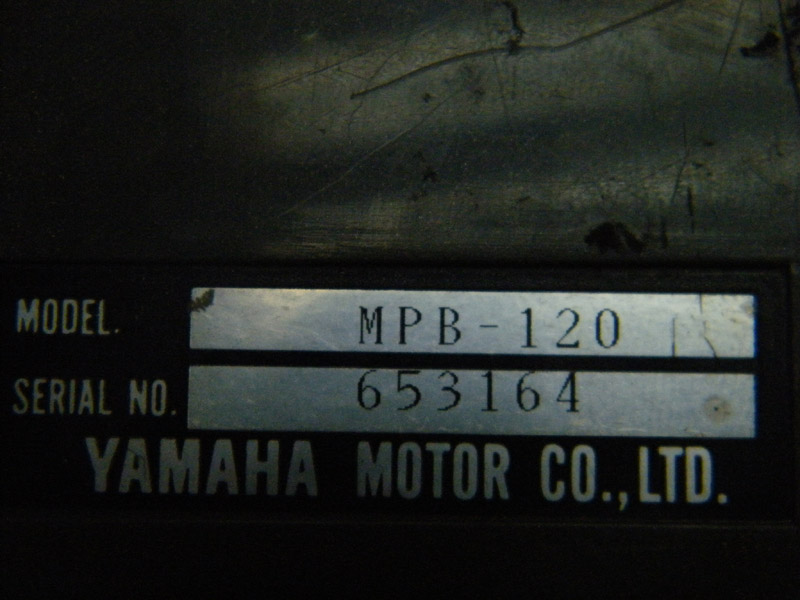 MODEL. MPB-120
SERIAL NO. 653164
YAMAHA MOTOR CO., LTD.